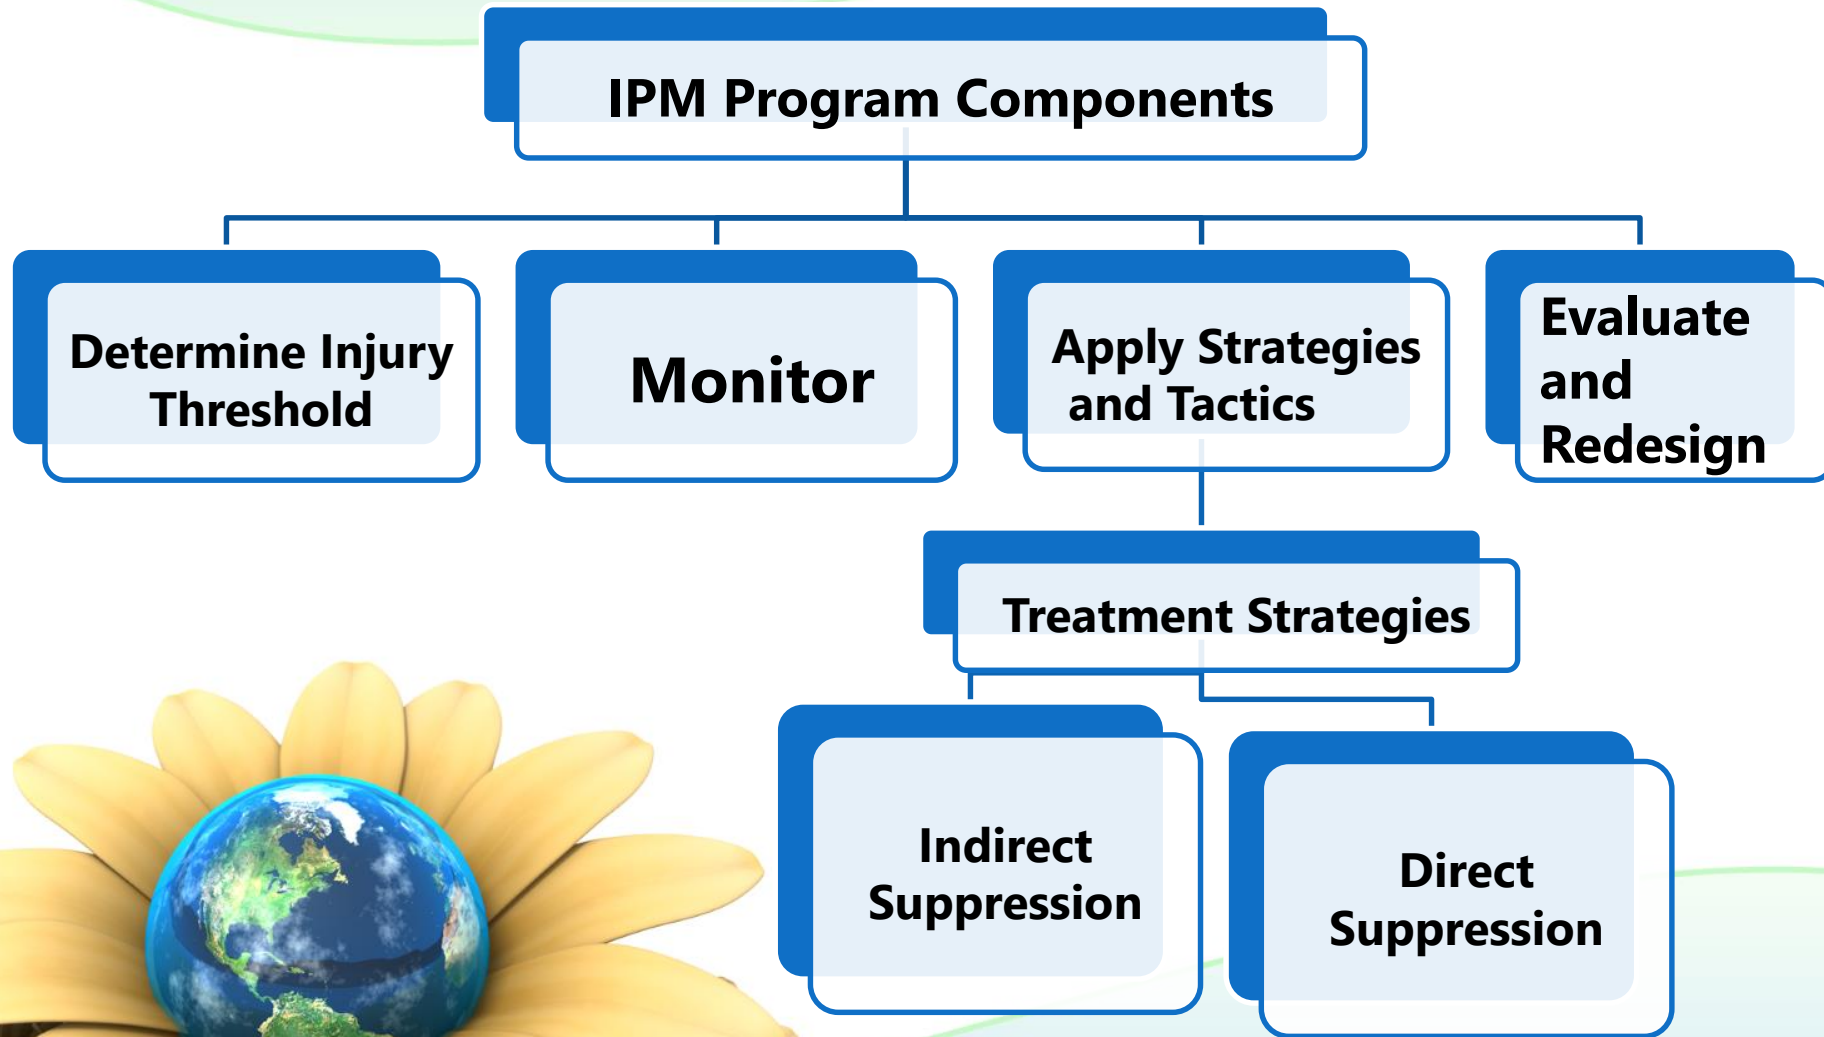 IPM Program Components
Determine Injury
Threshold
Monitor
Apply Strategies
and Tactics
Evaluate
and
Redesign
Treatment Strategies
Indirect
Suppression
Direct
Suppression